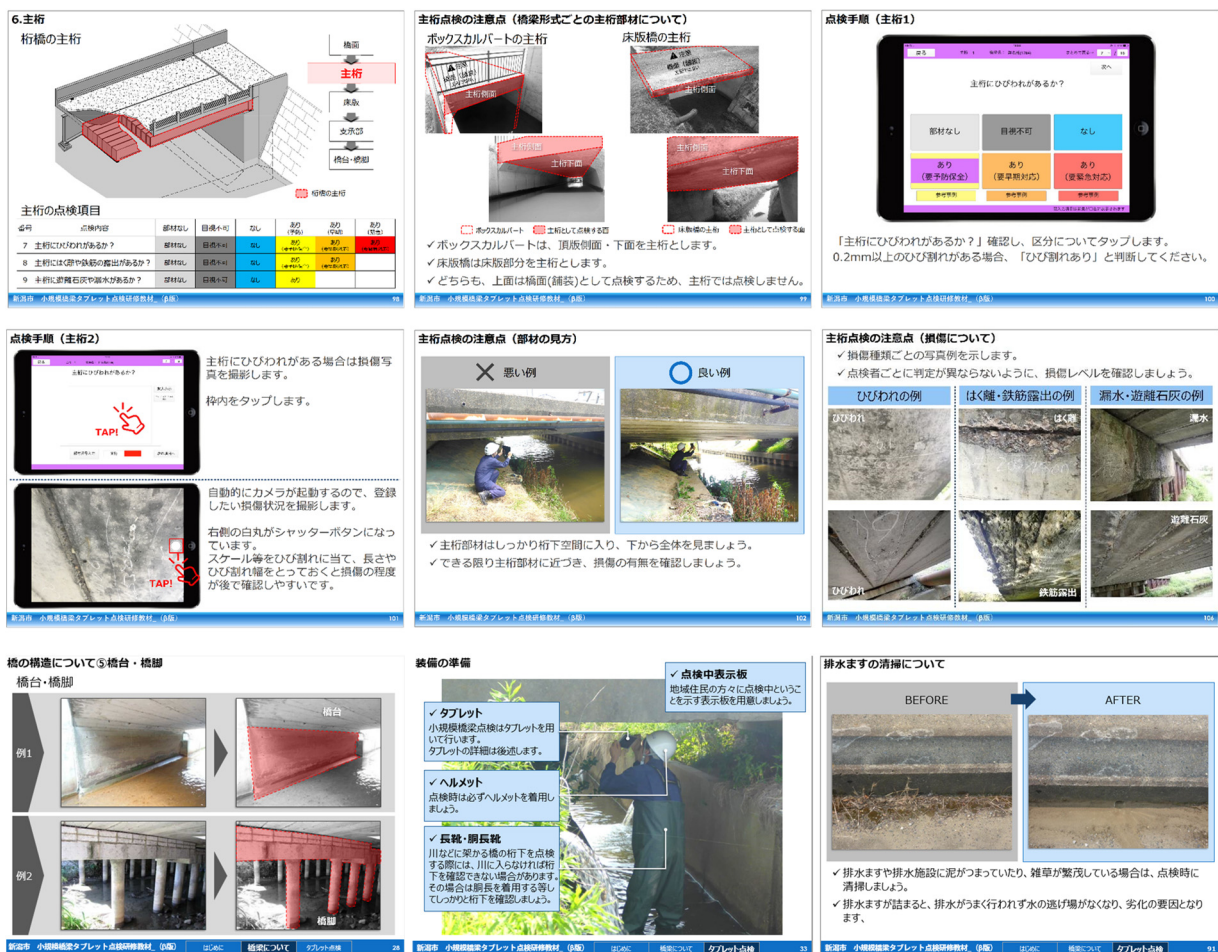 6.主桁
桁橋の主桁
橋面
主桁
床版
支承部
橋台・橋脚
桁橋の主桁
主桁の点検項目
番号 点検内容 部材なし 目視不可 なし あり あり あり
7 主桁にひびわれがあるか? 部材なし 目視不可 なし あり あり あり
8 主桁にはく離や鉄筋の露出があるか? 部材なし 目視不可 なし あり あり
9 主桁に遊離石灰や漏水があるか? 部材なし 目視不可 なし あり
新潟市 小規模橋梁タブレット点検研修教材_(β版) 98
主桁点検の注意点(橋梁形式ごとの主桁部材について)
ボックスカルバートの主桁
床版橋の主桁
橋面(舗装)
主桁側面
橋面(舗装)
主桁側面
主桁側面
主桁下面
主桁側面
主桁下面
ボックスカルバート 主桁として点検する面
床版橋の主桁 主桁として点検する面
✓ボックスカルバートは、頂版側面・下面を主桁とします。
✓床版橋は床版部分を主桁とします。
✓どちらも、上面は橋面(舗装)として点検するため、主桁では点検しません。
新潟市 小規模橋梁タブレット点検研修教材_(β版) 99
点検手順(主桁1)
戻る
次へ
主桁にひびわれがあるか?
部材なし 目視不可 なし
あり あり あり
(要予防保全) (要早期対応) (要緊急対応)
参考事例 参考事例 参考事例
「主桁にひびわれがあるか?」確認し、区分についてタップします。
0.2mm以上のひび割れがある場合、「ひび割れあり」と判断してください。
新潟市 小規模橋梁タブレット点検研修教材_(β版) 100
点検手順(主桁2)
主桁にひびわれがあるか?
TAP!
主桁にひびわれがある場合は損傷写
真を撮影します。
枠内をタップします。
TAP!
自動的にカメラが起動するので、登録
したい損傷状況を撮影します。
右側の白丸がシャッターボタンになっ
ています。
スケール等をひび割れに当て、長さや
ひび割れ幅をとっておくと損傷の程度
が後で確認しやすいです。
新潟市 小規模橋梁タブレット点検研修教材_(β版) 101
主桁点検の注意点(部材の見方)
悪い例
良い例
✓主桁部材はしっかり桁下空間に入り、下から全体を見ましょう。
✓できる限り主桁部材に近づき、損傷の有無を確認しましょう。
新潟市 小規模橋梁タブレット点検研修教材_(β版) 102
主桁点検の注意点(損傷について)
✓損傷種類ごとの写真例を示します。
✓点検者ごとに判定が異ならないように、損傷レベルを確認しましょう。
ひびわれの例 はく離・鉄筋露出の例 漏水・遊離石灰の例
ひびわれ
はく離
漏水
ひびわれ
鉄筋露出
遊離石灰
新潟市 小規模橋梁タブレット点検研修教材_(β版) 106
橋の構造について⑤橋台・橋脚
橋台・橋脚
例1
橋台
例2
橋脚
新潟市 小規模橋梁タブレット点検研修教材_(β版) はじめに 橋梁について タブレット点検 28
装備の準備
✓点検中表示板
地域住民の方々に点検中というこ
とを示す表示板を用意しましょう。
✓タブレット
小規模橋梁点検はタブレットを用
いて行います。
タブレットの詳細は後述します。
✓ヘルメット
点検時は必ずヘルメットを着用し
ましょう。
✓長靴・胴長靴
川などに架かる橋の桁下を点検
する際には、川に入らなければ桁
下を確認できない場合があります。
その場合は胴長を着用する等し
てしっかりと桁下を確認しましょう。
新潟市 小規模橋梁タブレット点検研修教材_(β版) はじめに 橋梁について タブレット点検 33
排水ますの清掃について
BEFORE
AFTER
✓排水ますや排水施設に泥がつまっていたり、雑草が繁茂している場合は、点検時に
清掃しましょう。
✓排水ますが詰まると、排水がうまく行われず水の逃げ場がなくなり、劣化の要因となり
ます、
新潟市 小規模橋梁タブレット点検研修教材_(β版) はじめに 橋梁について タブレット点検 91